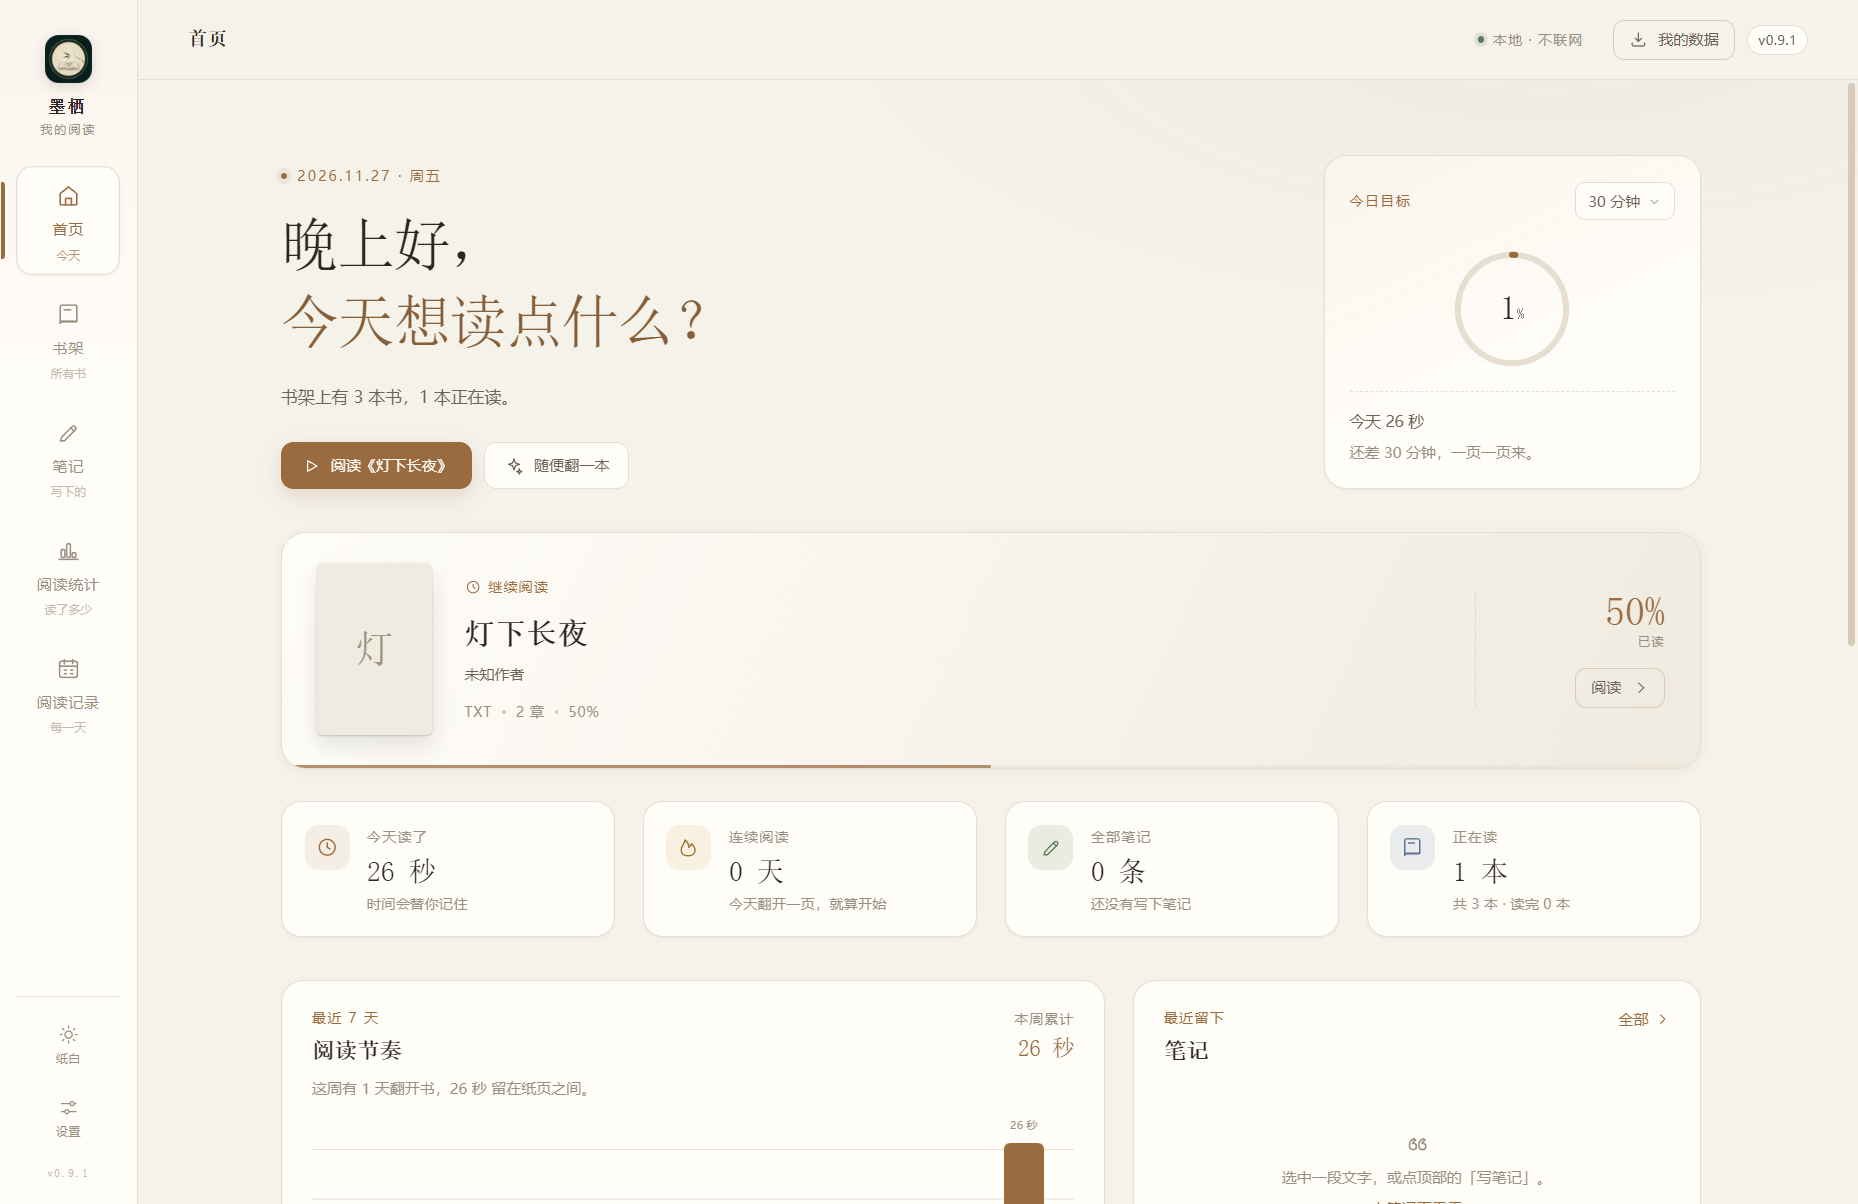 墨栖
我的阅读
首页
今天
书架
所有书
笔记
写下的
阅读统计
读了多少
阅读记录
每一天
纸白
设置
v0.9.1
首页
本地 · 不联网
我的数据
v0.9.1
2026.11.27 · 周五
晚上好，
今天想读点什么？
书架上有 3 本书，1 本正在读。
阅读《灯下长夜》
随便翻一本
今日目标
30 分钟
1%
今天 26 秒
还差 30 分钟，一页一页来。
灯
继续阅读
灯下长夜
未知作者
TXT · 2 章 · 50%
50%
已读
阅读
今天读了
26 秒
时间会替你记住
连续阅读
0 天
今天翻开一页，就算开始
全部笔记
0 条
还没有写下笔记
正在读
1 本
共 3 本 · 读完 0 本
最近 7 天
阅读节奏
本周累计
26 秒
这周有 1 天翻开书，26 秒 留在纸页之间。
26 秒
最近留下
笔记
全部
选中一段文字，或点顶部的「写笔记」。